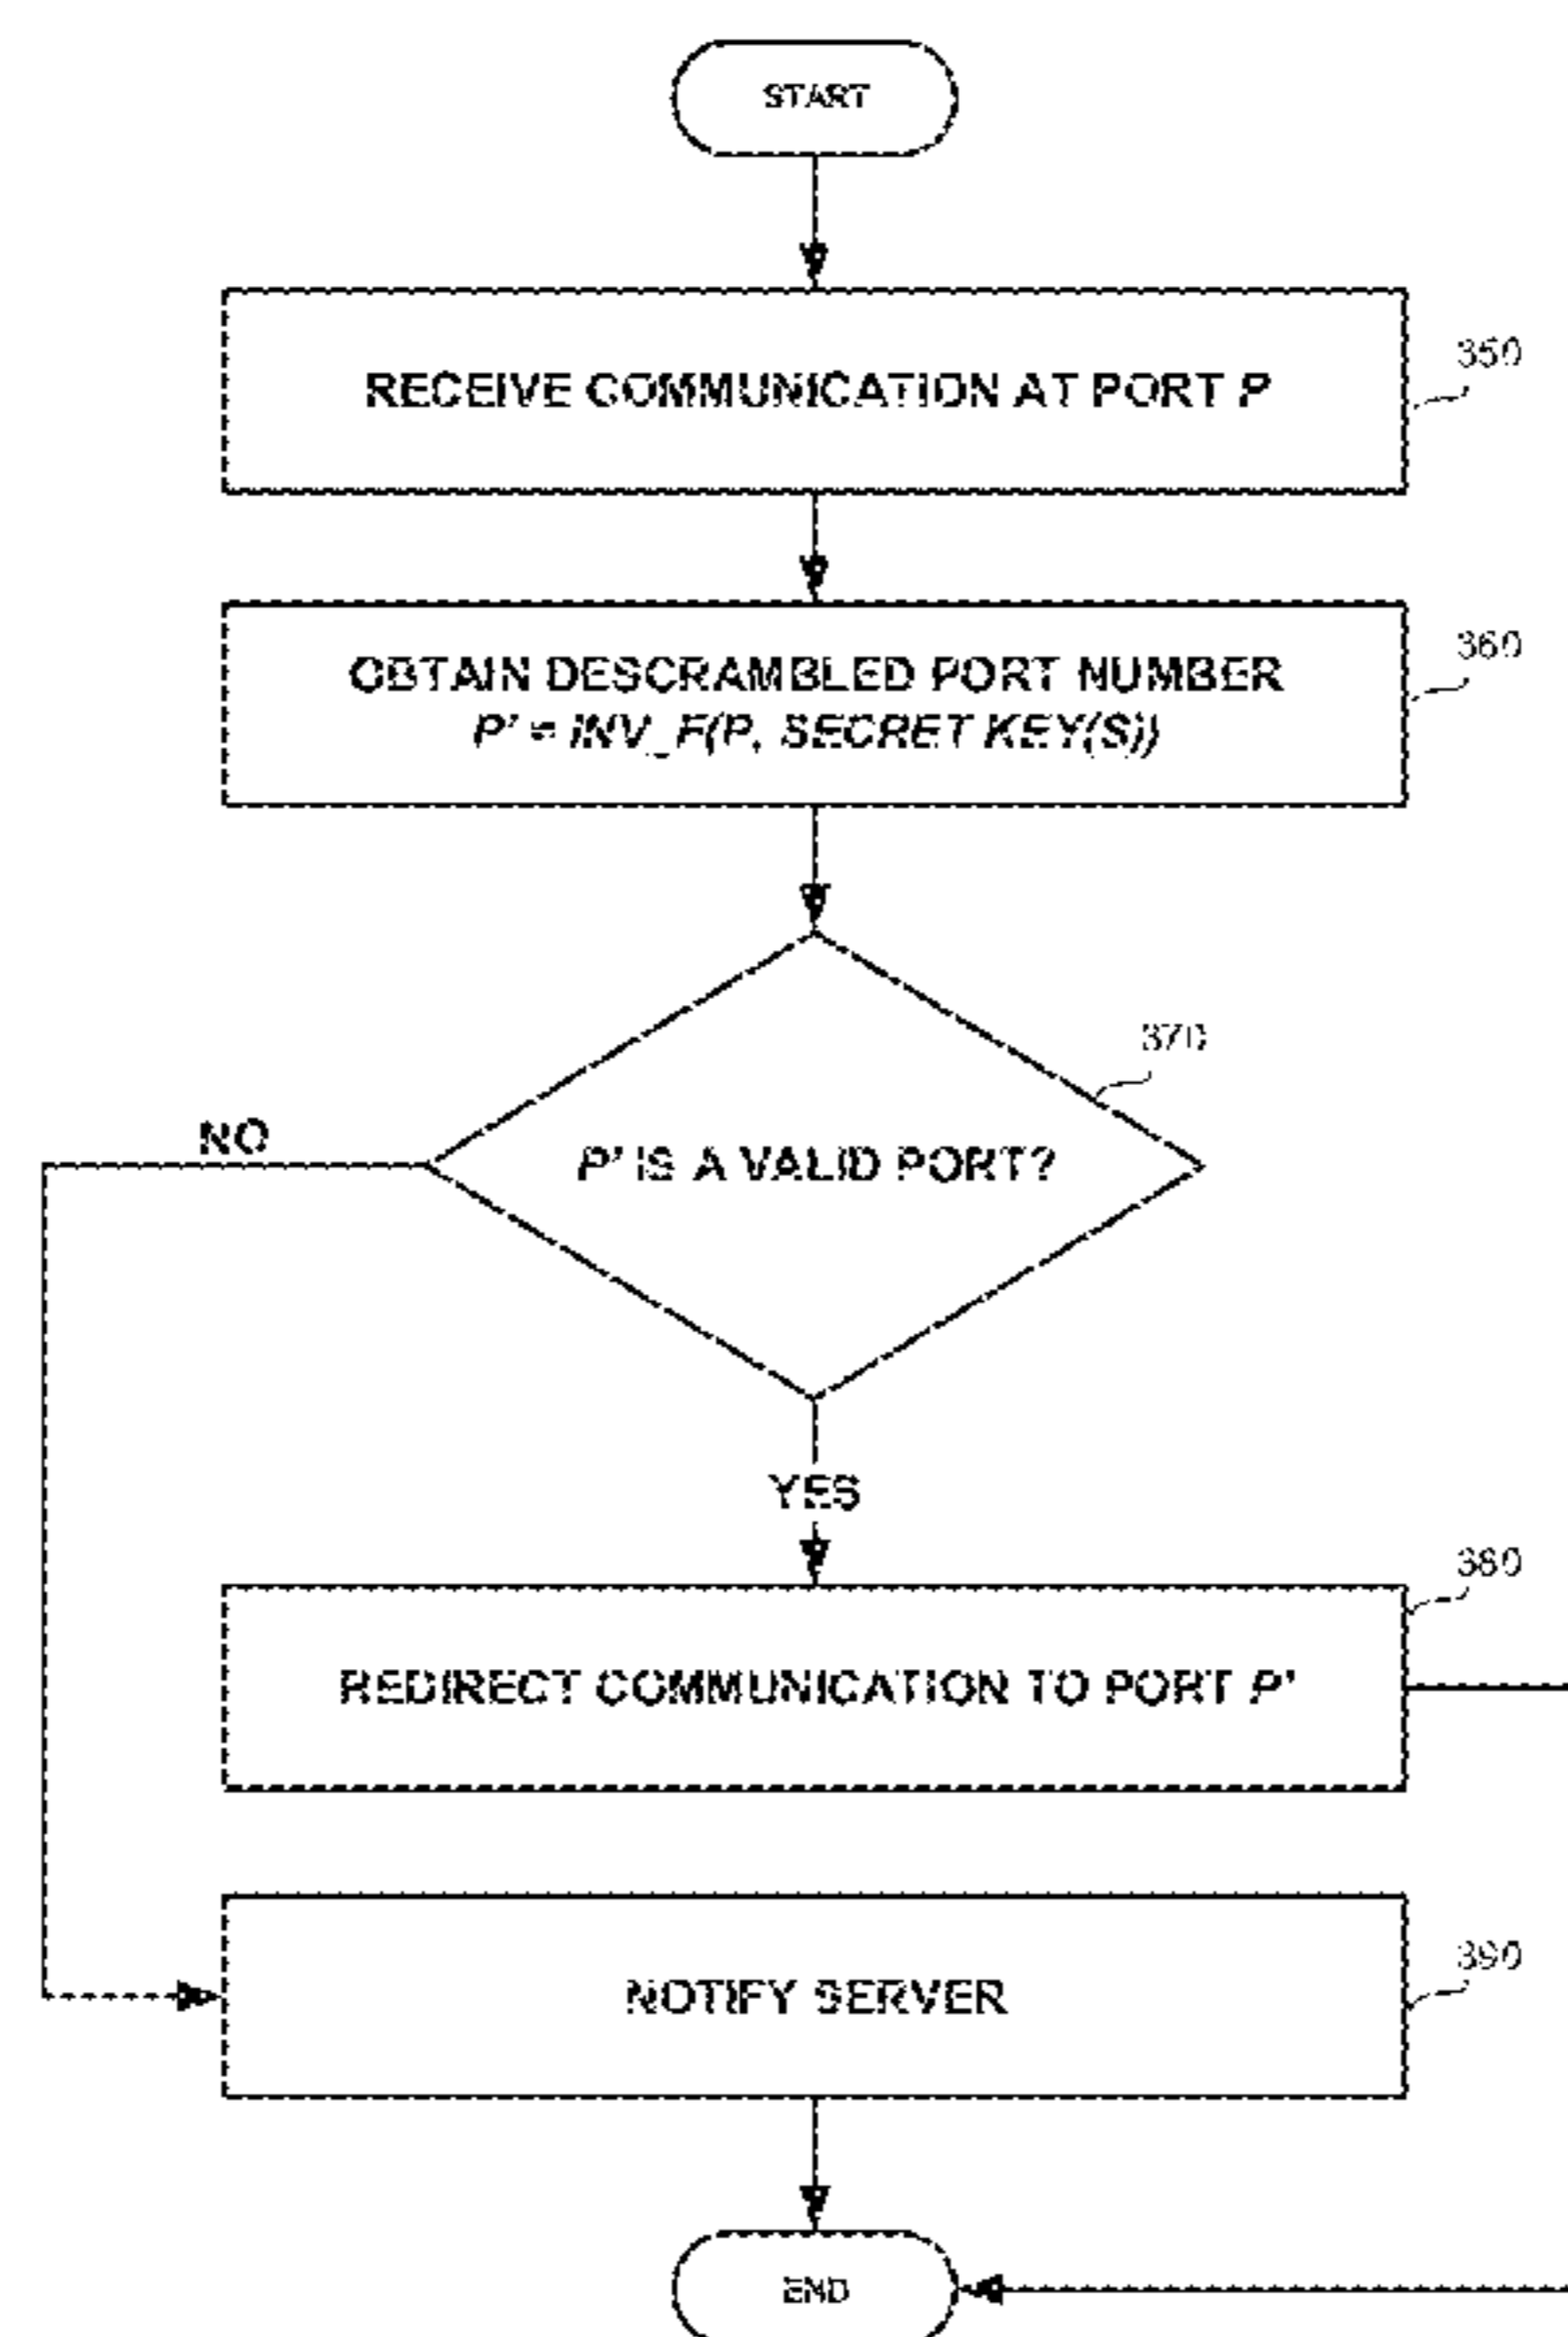 START
RECEIVE COMMUNICATION AT PORT P
350
OBTAIN DESCRAMBLED PORT NUMBER
P' = INV_F(P, SECRET KEY(S))
360
370
P' IS A VALID PORT?
NO
YES
380
REDIRECT COMMUNICATION TO PORT P'
390
NOTIFY SERVER
END